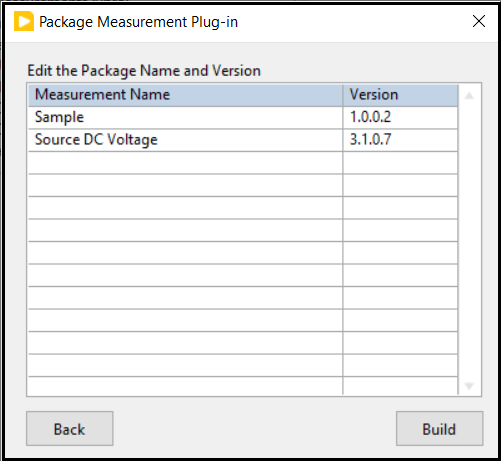 Package Measurement Plug-in
Edit the Package Name and Version
Measurement Name Version
Sample 1.0.0.2
Source DC Voltage 3.1.0.7
Back Build